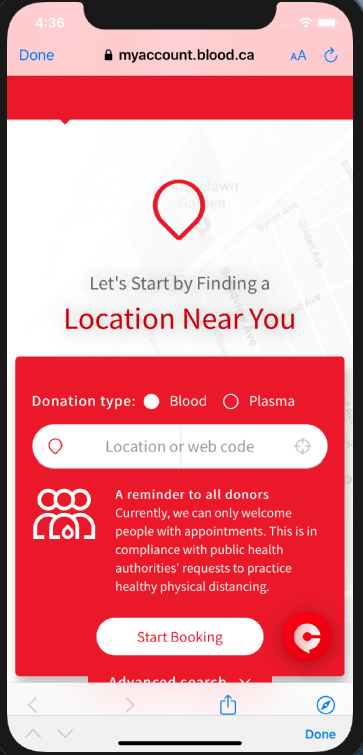 4:36
Done
myaccount.blood.ca
AA
Let's Start by Finding a
Location Near You
Donation type: Blood Plasma
Location or web code
A reminder to all donors
Currently, we can only welcome
people with appointments. This is in
compliance with public health
authorities' requests to practice
healthy physical distancing.
Start Booking
Advanced search
Done